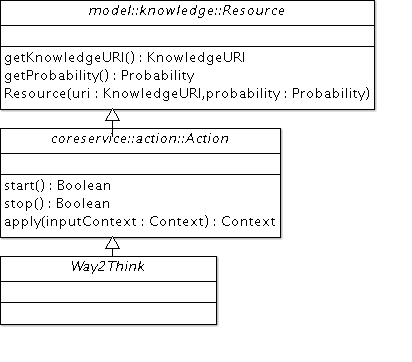 model::knowledge::Resource
getKnowledgeURI() : KnowledgeURI
getProbability() : Probability
Resource(uri : KnowledgeURI,probability : Probability)
coreservice::action::Action
start() : Boolean
stop() : Boolean
apply(inputContext : Context) : Context
Way2Think